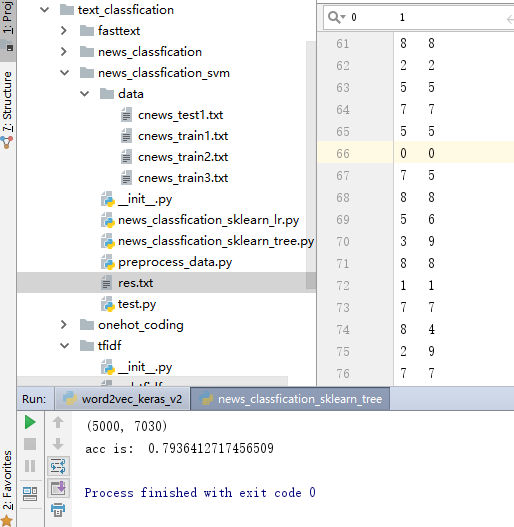 1: Proj
7: Structure
2: Favorites
text_classfication
fasttext
news_classfication
news_classfication_svm
data
cnews_test1.txt
cnews_train1.txt
cnews_train2.txt
cnews_train3.txt
__init__.py
news_classfication_sklearn_lr.py
news_classfication_sklearn_tree.py
preprocess_data.py
res.txt
test.py
onehot_coding
tfidf
__init__.py
0 1
61 8 8
62 2 2
63 5 5
64 7 7
65 5 5
66 0 0
67 7 5
68 8 8
69 5 6
70 3 9
71 8 8
72 1 1
73 7 7
74 8 4
75 2 9
76 7 7
Run: word2vec_keras_v2 news_classfication_sklearn_tree
(5000, 7030)
acc is:  0.7936412717456509
Process finished with exit code 0